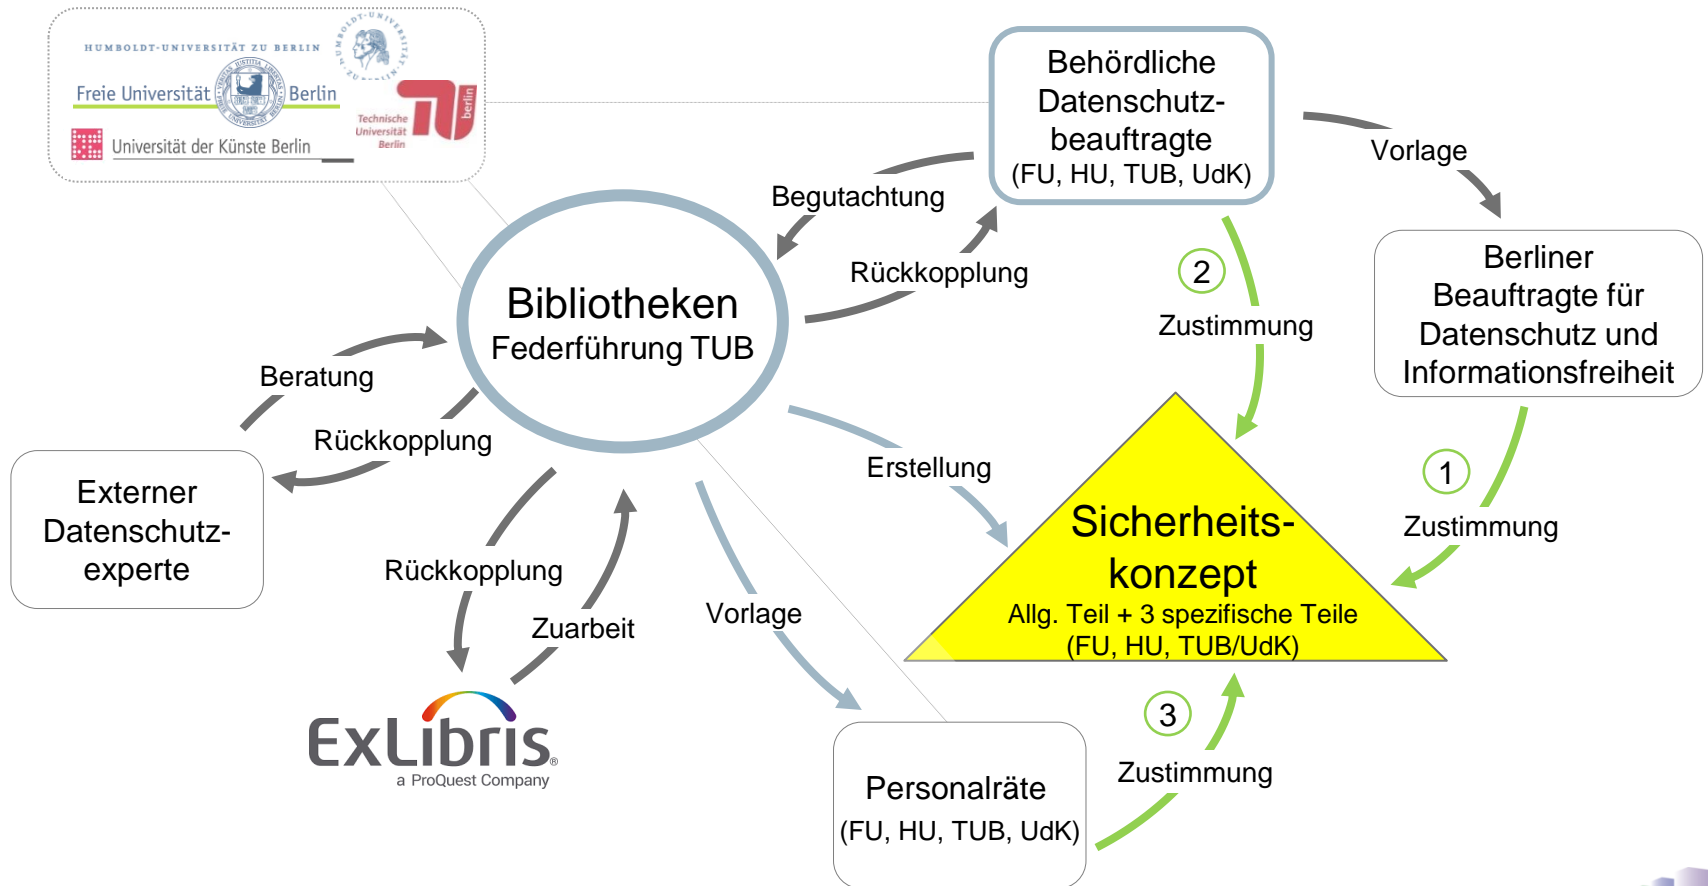 HUMBOLDT-UNIVERSITÄT ZU BERLIN
HUMBOLDT-UNIVERSITÄT
Freie Universität Berlin
Technische
Universität
Berlin
berlin
Universität der Künste Berlin
Behördliche
Datenschutz-
beauftragte
(FU, HU, TUB, UdK)
Vorlage
Begutachtung
Rückkopplung
Berliner
Beauftragte für
Datenschutz und
Informationsfreiheit
2
Zustimmung
Bibliotheken
Federführung TUB
Beratung
Rückkopplung
Externer
Datenschutz-
experte
Erstellung
1
Zustimmung
Sicherheits-
konzept
Allg. Teil + 3 spezifische Teile
(FU, HU, TUB/UdK)
Rückkopplung
Zuarbeit
Vorlage
ExLibris®
a ProQuest Company
3
Zustimmung
Personalräte
(FU, HU, TUB, UdK)